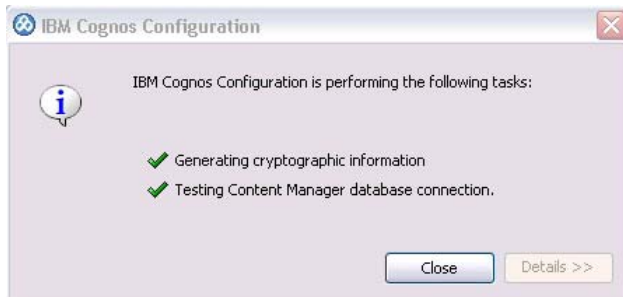 IBM Cognos Configuration
IBM Cognos Configuration is performing the following tasks:
Generating cryptographic information
Testing Content Manager database connection.
Close
Details >>